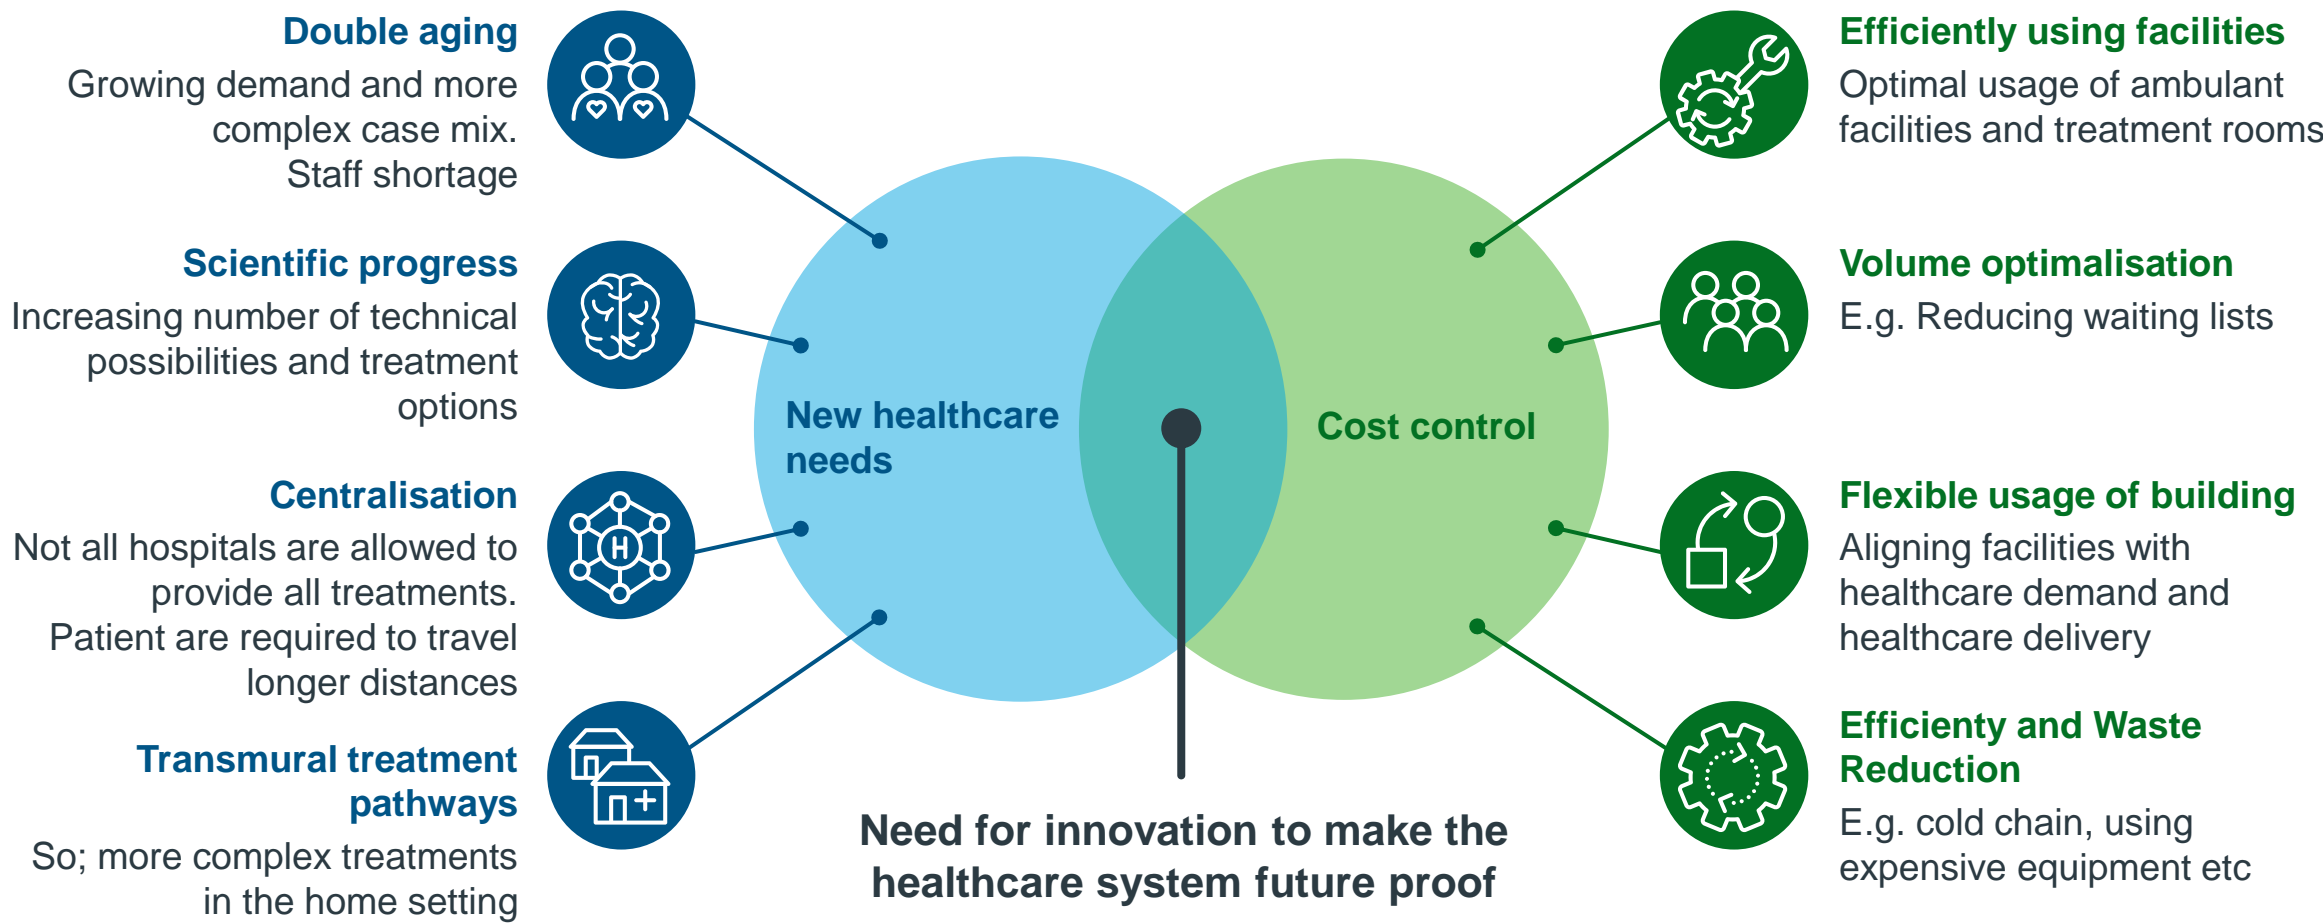 Double aging
Growing demand and more
complex case mix.
Staff shortage
Scientific progress
Increasing number of technical
possibilities and treatment
options
Centralisation
Not all hospitals are allowed to
provide all treatments.
Patient are required to travel
longer distances
Transmural treatment
pathways
So; more complex treatments
in the home setting
H
New healthcare
needs
Cost control
Need for innovation to make the
healthcare system future proof
Efficiently using facilities
Optimal usage of ambulant
facilities and treatment rooms
Volume optimalisation
E.g. Reducing waiting lists
Flexible usage of building
Aligning facilities with
healthcare demand and
healthcare delivery
Efficienty and Waste
Reduction
E.g. cold chain, using
expensive equipment etc